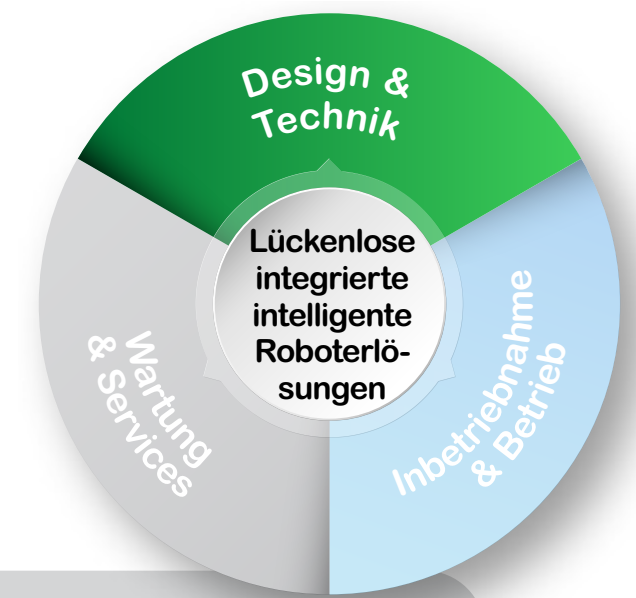 Design &
Technik
Lückenlose
integrierte
intelligente
Roboterlö-
sungen
Wartung
& Services
Inbetriebnahme
& Betrieb